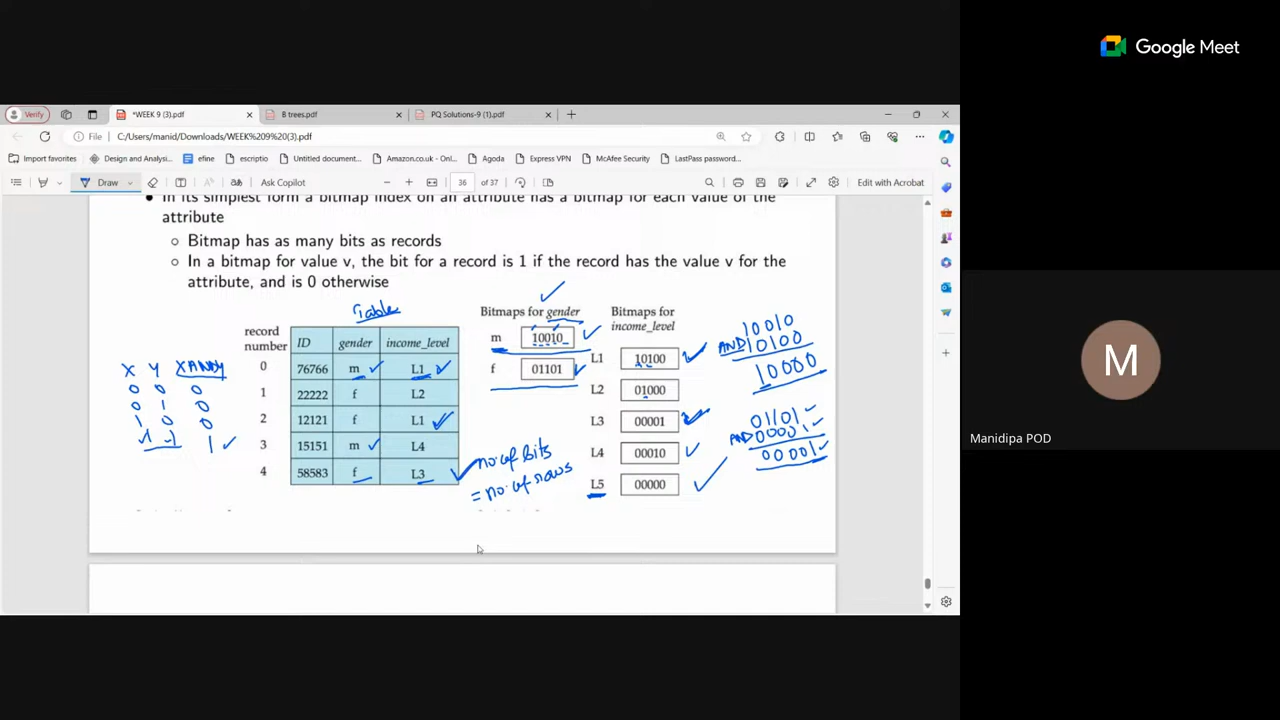 Google Meet
Verify
*WEEK 9 (3).pdf
B trees.pdf
PQ Solutions-9 (1).pdf
File
C:/Users/manid/Downloads/WEEK%209%20(3).pdf
Import favorites
Design and Analysi...
efine
escriptio
Untitled document...
Amazon.co.uk - Onl...
Agoda
Express VPN
McAfee Security
LastPass password...
Draw
Ask Copilot
36 of 37
Edit with Acrobat
In its simplest form a bitmap index on an attribute has a bitmap for each value of the
attribute
Bitmap has as many bits as records
In a bitmap for value v, the bit for a record is 1 if the record has the value v for the
attribute, and is 0 otherwise
Table
record
number
ID gender income_level
0 76766 m L1
1 22222 f L2
2 12121 f L1
3 15151 m L4
4 58583 f L3
X Y X AND Y
0 0 0
0 1 0
1 0 0
1 1 1
no. of Bits
= no. of rows
Bitmaps for gender
m 10010
f 01101
Bitmaps for
income_level
L1 10100
L2 01000
L3 00001
L4 00010
L5 00000
10010
AND 10100
10000
01101
AND 00001
00001
M
Manidipa POD